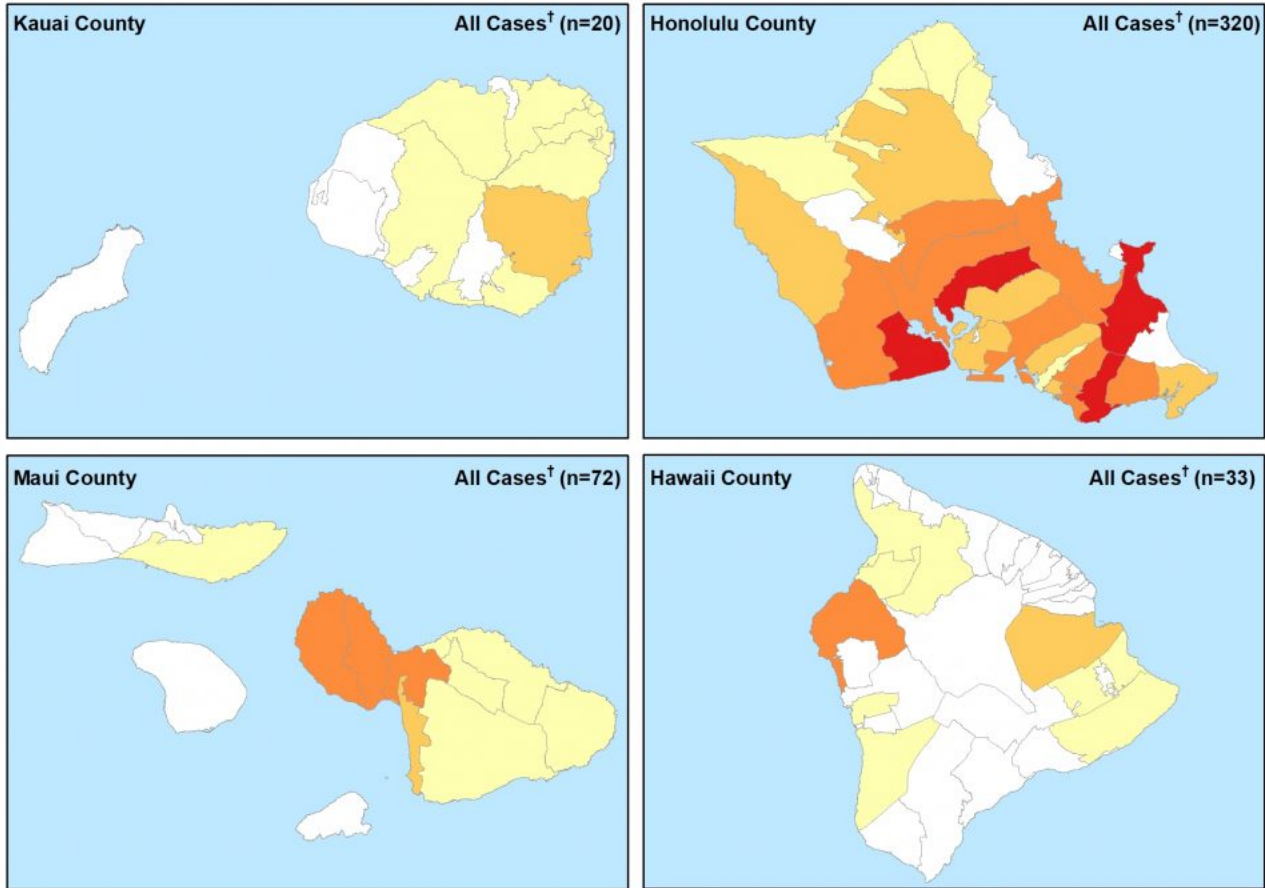 Kauai County
All Cases† (n=20)
Honolulu County
All Cases† (n=320)
Maui County
All Cases† (n=72)
Hawaii County
All Cases† (n=33)